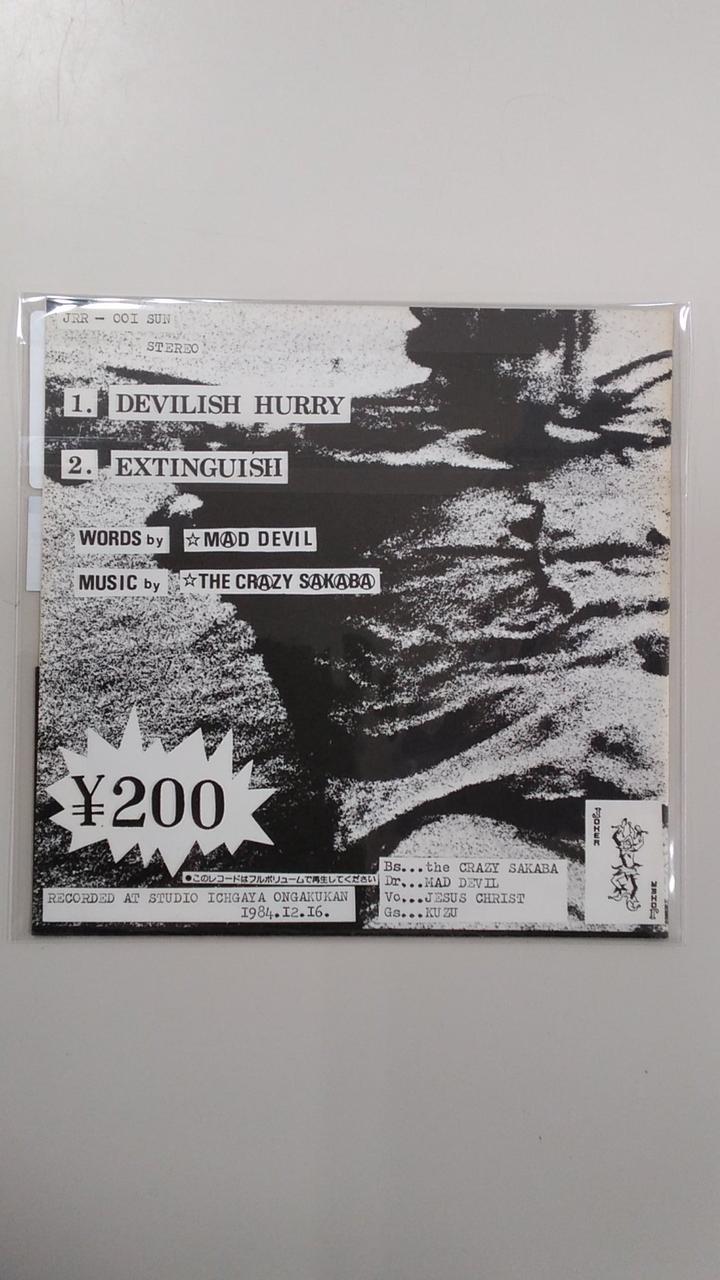 JRR - 001 SUN
STEREO
1. DEVILISH HURRY
2. EXTINGUISH
WORDS by ☆MAD DEVIL
MUSIC by ☆THE CRAZY SAKABA
¥200
●このレコードはフルボリュームで再生してください
RECORDED AT STUDIO ICHGAYA ONGAKUKAN
1984.12.16.
Bs...the CRAZY SAKABA
Dr...MAD DEVIL
Vo...JESUS CHRIST
Gs...KUZU
JOKER
JOKER